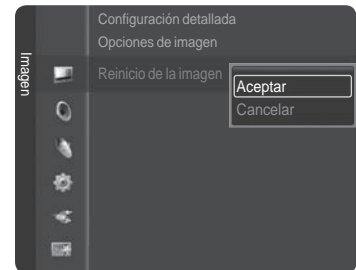 Imagen
Configuración detallada
Opciones de imagen
Reinicio de la imagen
Aceptar
Cancelar